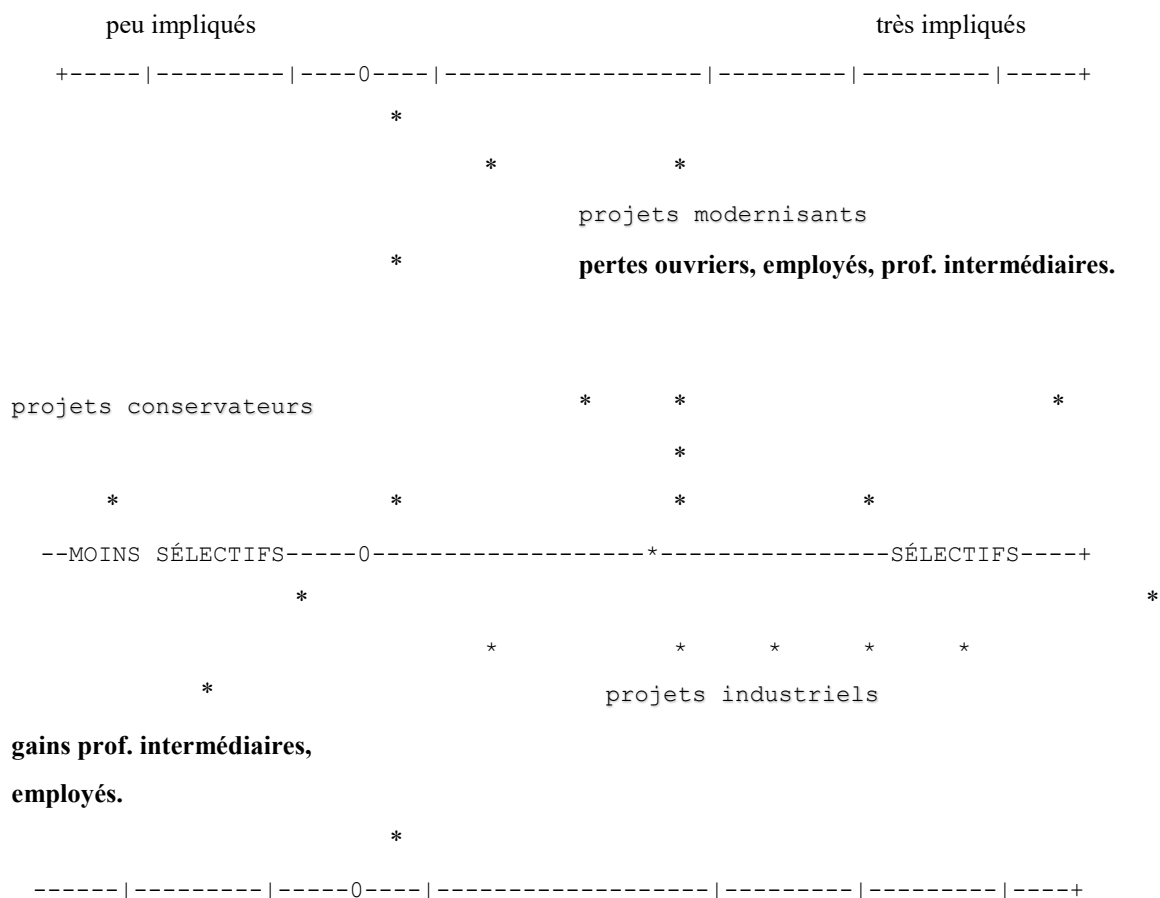 peu impliqués très impliqués
+-----|---------|----0----|------------------|---------|---------|-----+
*
* *
projets modernisants
* pertes ouvriers, employés, prof. intermédiaires.
projets conservateurs * * *
*
* * * *
--MOINS SÉLECTIFS-----0-------------------*----------------SÉLECTIFS----+
* *
* * * * *
* projets industriels
gains prof. intermédiaires,
employés.
*
------|---------|-----0----|-------------------|---------|---------|----+